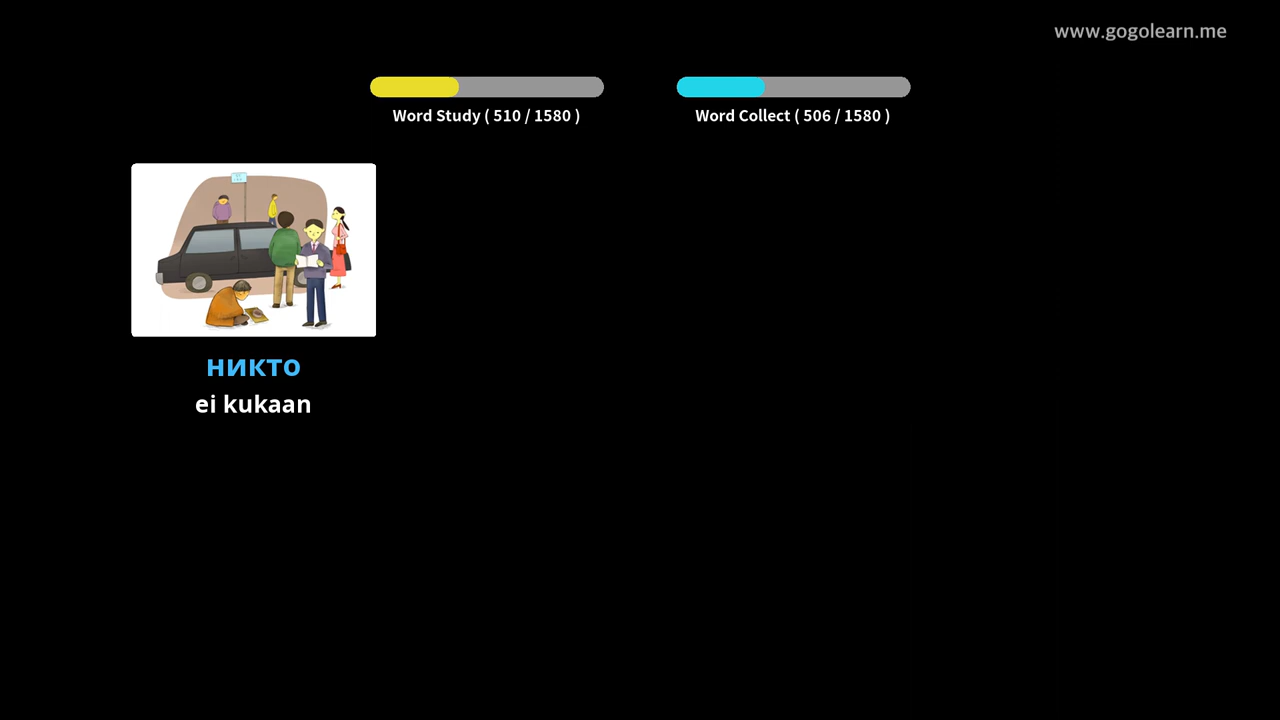 www.gogolearn.me
Word Study ( 510 / 1580 )
Word Collect ( 506 / 1580 )
никто
ei kukaan